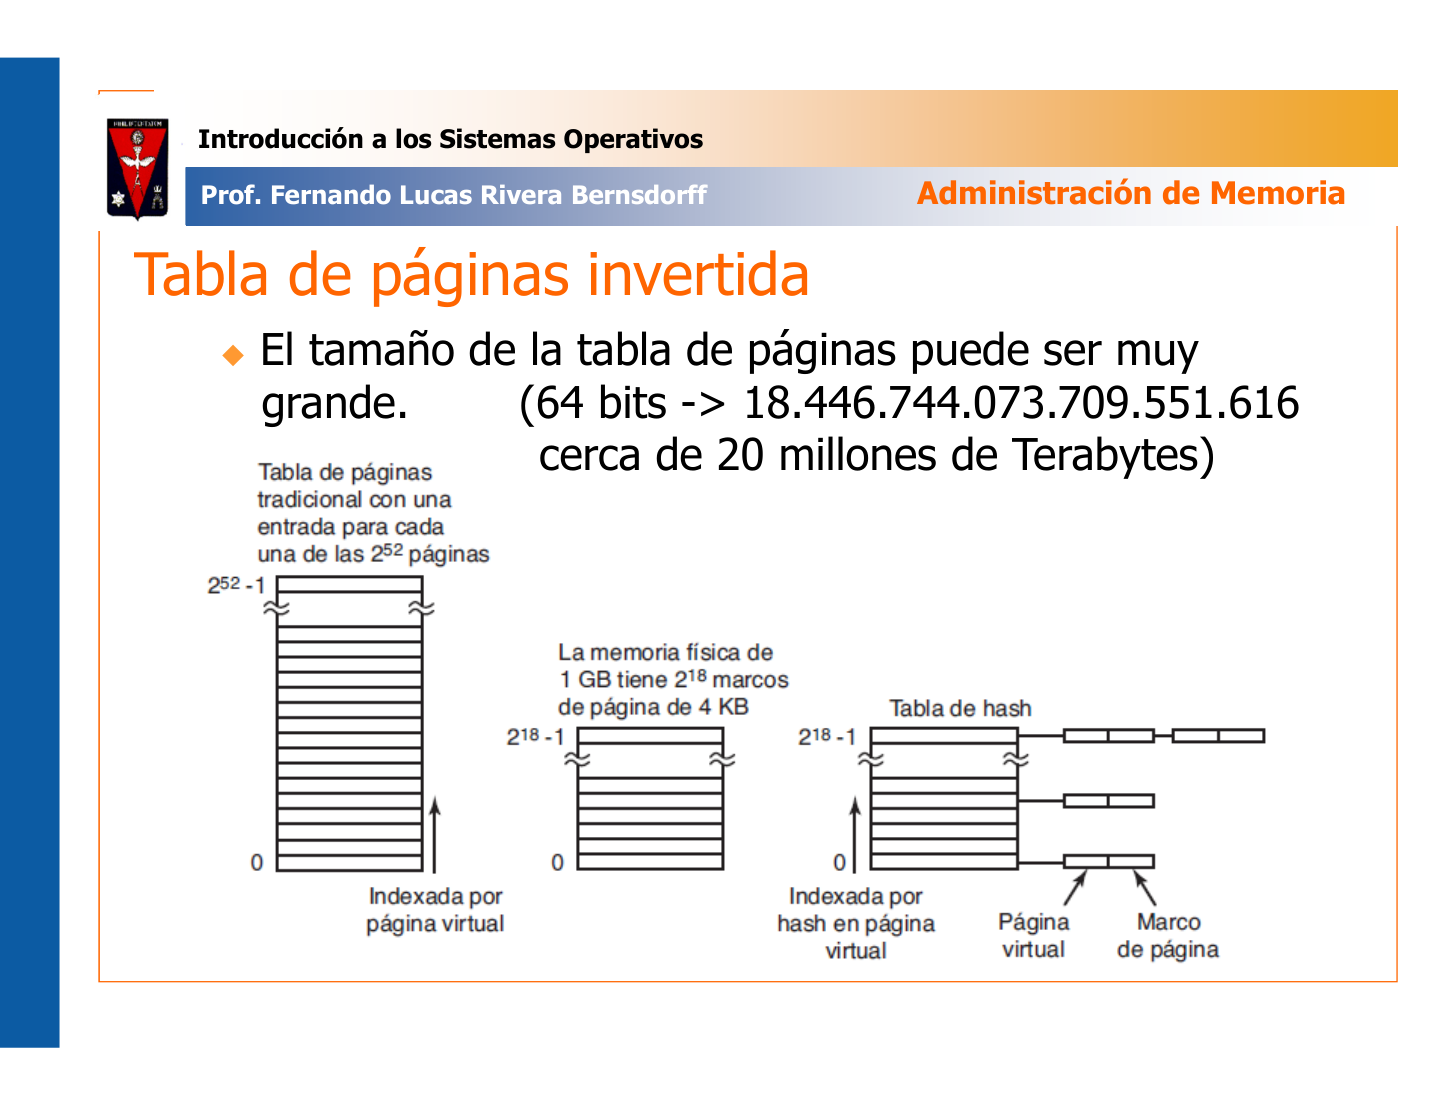 Introducción a los Sistemas Operativos
Prof. Fernando Lucas Rivera Bernsdorff
Administración de Memoria
Tabla de páginas invertida
El tamaño de la tabla de páginas puede ser muy
grande. (64 bits -> 18.446.744.073.709.551.616
cerca de 20 millones de Terabytes)
Tabla de páginas
tradicional con una
entrada para cada
una de las 2⁵² páginas
2⁵² -1
0
Indexada por
página virtual
La memoria física de
1 GB tiene 2¹⁸ marcos
de página de 4 KB
2¹⁸ -1
0
Tabla de hash
2¹⁸ -1
0
Indexada por
hash en página
virtual
Página
virtual
Marco
de página